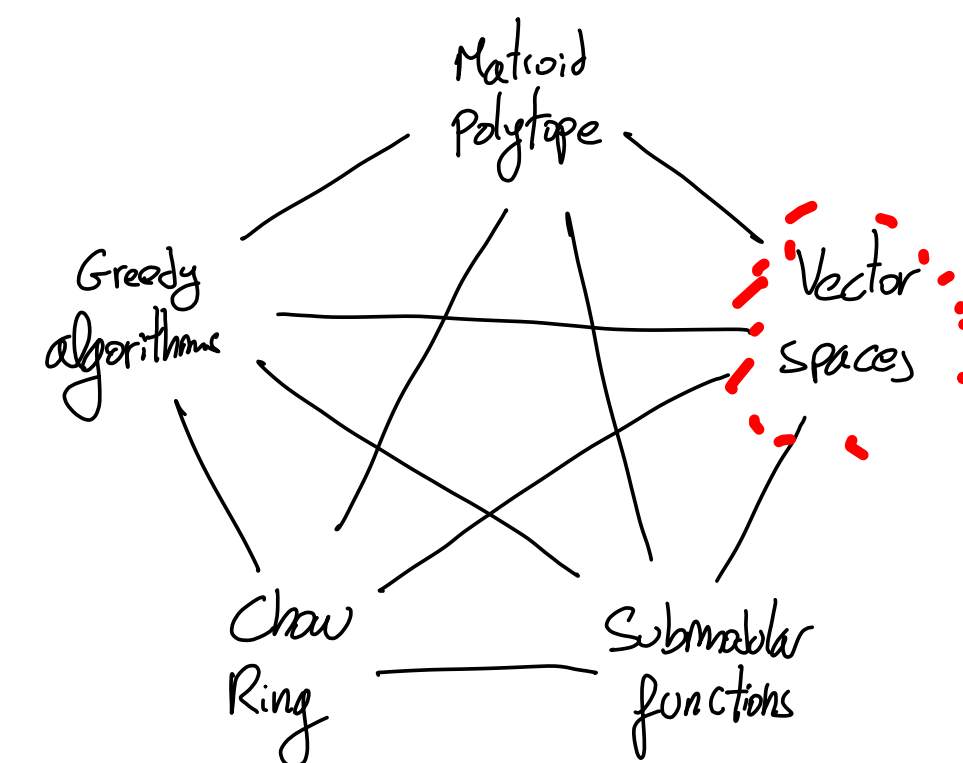 Matroid
Polytope
Greedy
algorithms
Vector
spaces
Chow
Ring
Submodular
functions